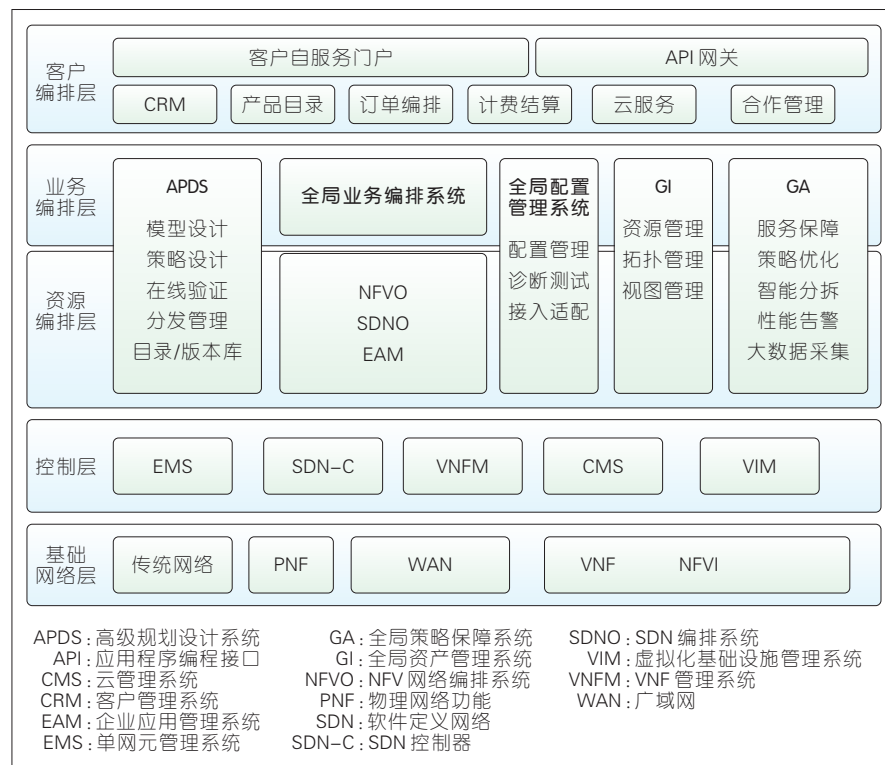 客户
编排层
客户自服务门户
API 网关
CRM
产品目录
订单编排
计费结算
云服务
合作管理
业务
编排层
资源
编排层
APDS
模型设计
策略设计
在线验证
分发管理
目录/版本库
全局业务编排系统
NFVO
SDNO
EAM
全局配置
管理系统
配置管理
诊断测试
接入适配
GI
资源管理
拓扑管理
视图管理
GA
服务保障
策略优化
智能分拆
性能告警
大数据采集
控制层
EMS
SDN-C
VNFM
CMS
VIM
基础
网络层
传统网络
PNF
WAN
VNF NFVI
APDS：高级规划设计系统
API：应用程序编程接口
CMS：云管理系统
CRM：客户管理系统
EAM：企业应用管理系统
EMS：单网元管理系统
GA：全局策略保障系统
GI：全局资产管理系统
NFVO：NFV 网络编排系统
PNF：物理网络功能
SDN：软件定义网络
SDN-C：SDN 控制器
SDNO：SDN 编排系统
VIM：虚拟化基础设施管理系统
VNFM：VNF 管理系统
WAN：广域网